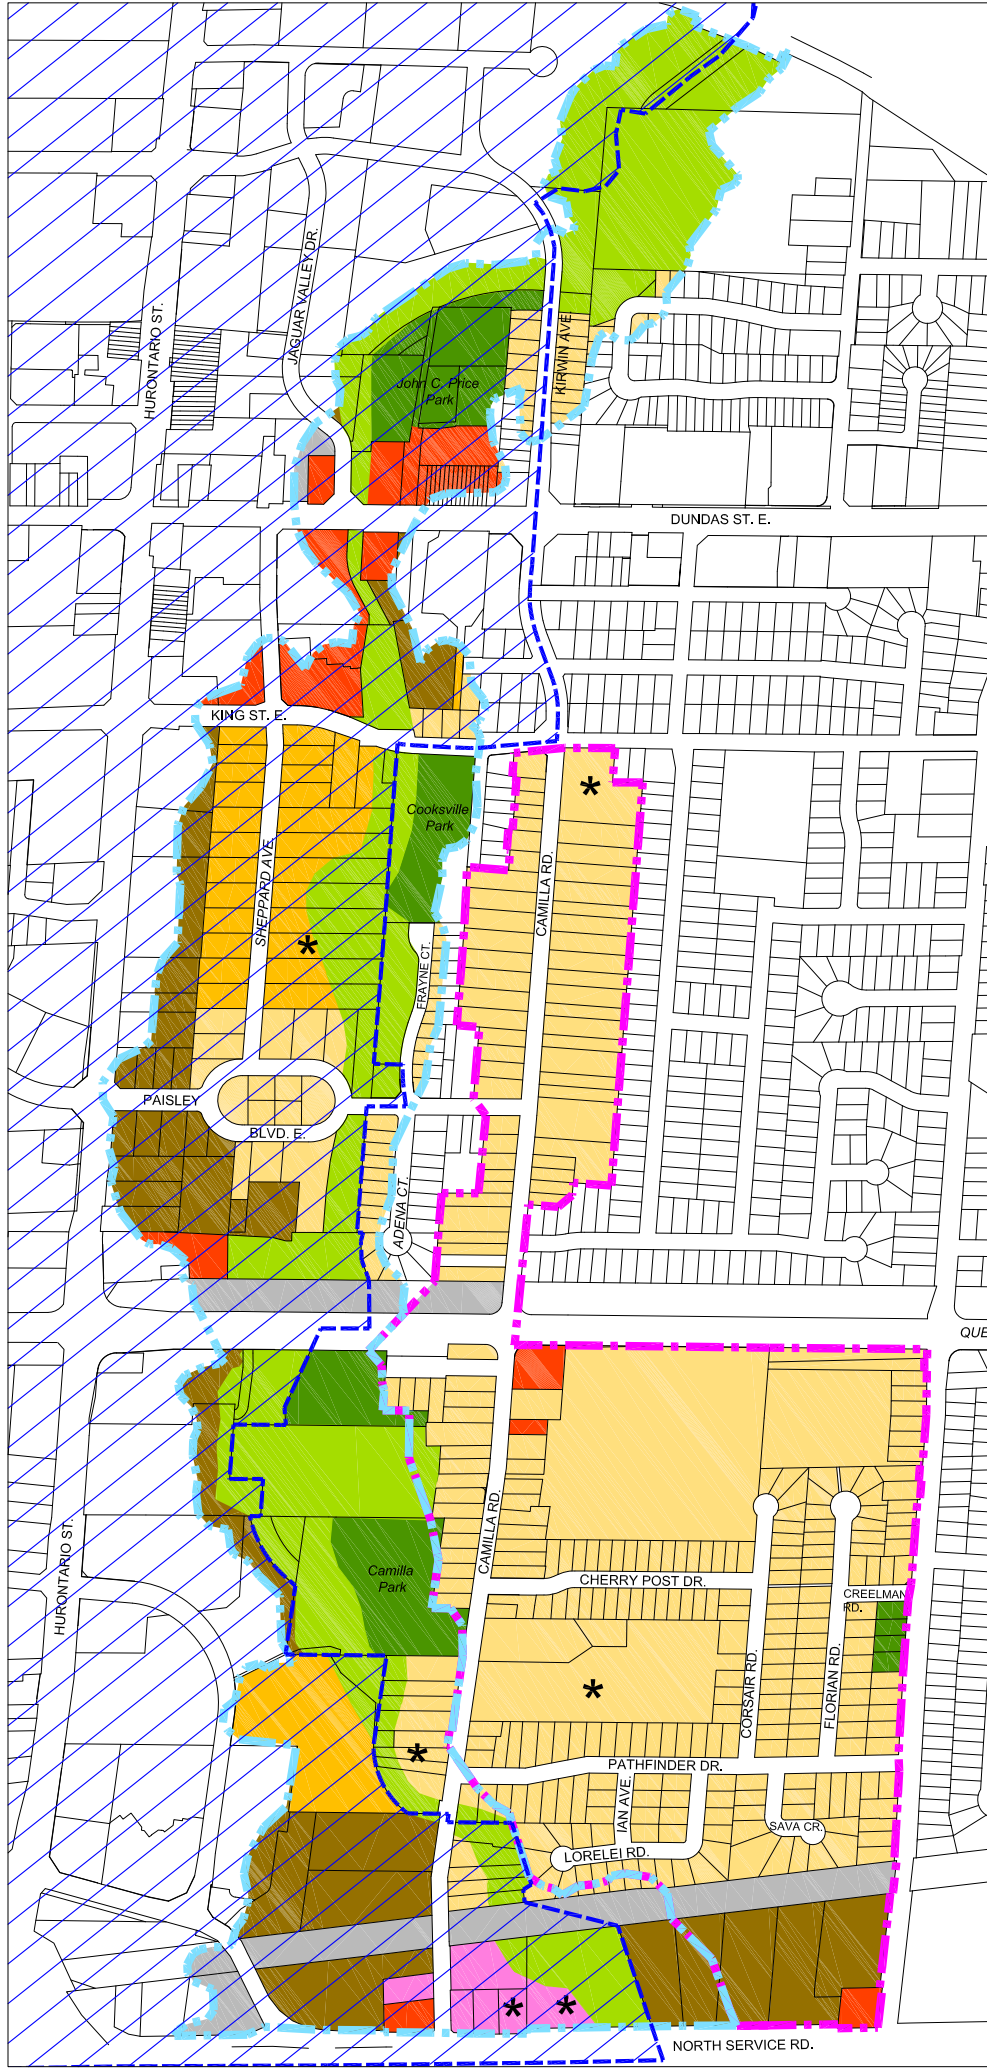 JAGUAR VALLEY DR.
HURONTARIO ST.
KIRWIN AVE.
John C. Price
Park
DUNDAS ST. E.
KING ST. E.
Cooksville
Park
SHEPPARD AVE.
CAMILLA RD.
FRAYNE CT.
PAISLEY
BLVD. E.
ADENA CT.
QUE
CAMILLA RD.
HURONTARIO ST.
Camilla
Park
CHERRY POST DR.
CREELMAN
RD.
CORSAIR RD.
FLORIAN RD.
PATHFINDER DR.
IAN AVE.
SAVA CR.
LORELEI RD.
NORTH SERVICE RD.